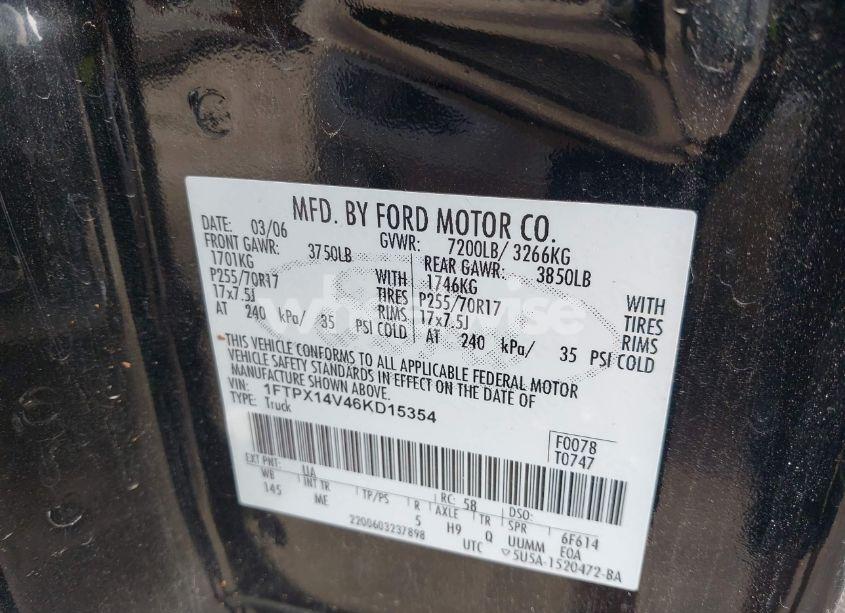 MFD. BY FORD MOTOR CO.
DATE: 03/06 GVWR: 7200LB/ 3266KG
FRONT GAWR: 3750LB REAR GAWR: 3850LB
1701KG WITH 1746KG WITH
P255/70R17 TIRES P255/70R17 TIRES
17x7.5J RIMS 17x7.5J RIMS
AT 240 kPa/ 35 PSI COLD AT 240 kPa/ 35 PSI COLD
THIS VEHICLE CONFORMS TO ALL APPLICABLE FEDERAL MOTOR
VEHICLE SAFETY STANDARDS IN EFFECT ON THE DATE OF
MANUFACTURE SHOWN ABOVE.
VIN: 1FTPX14V46KD15354
TYPE: Truck
F0078
T0747
EXT PNT: UA RC: 58 DSO:
WB INT TR TP/PS R AXLE TR SPR 6F614
145 ME 5 H9 Q UUMM EOA
2200603237898 UTC 5U5A-1520472-BA